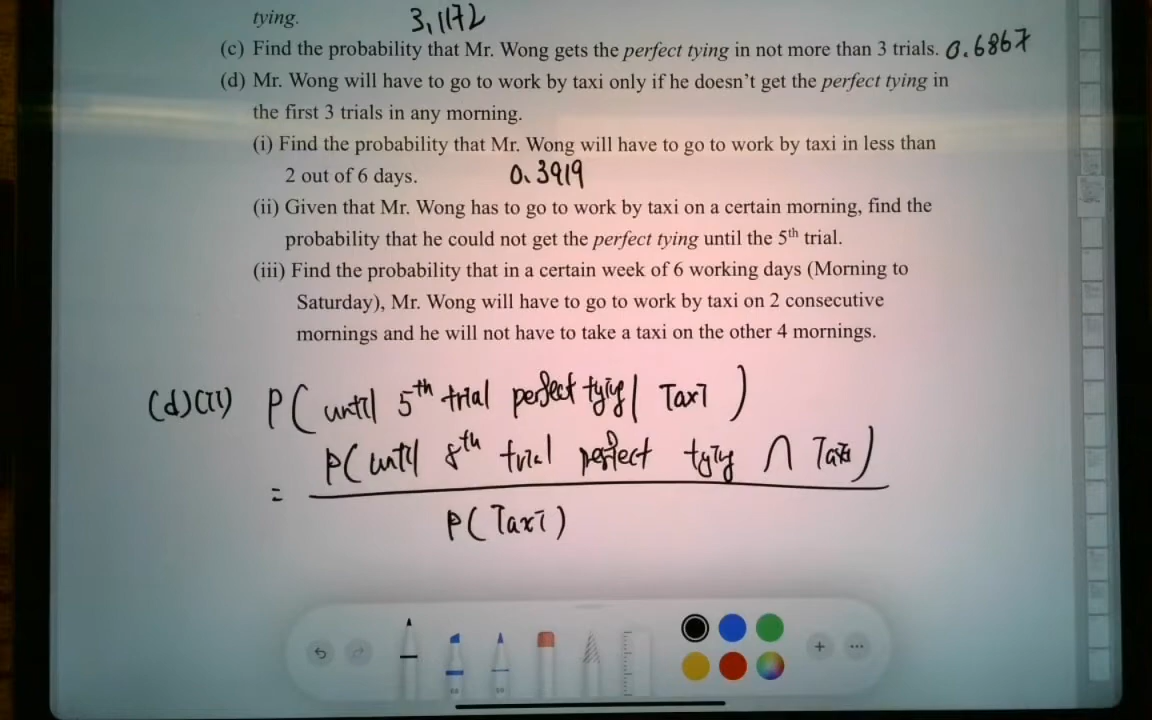 tying. 3.1172
(c) Find the probability that Mr. Wong gets the perfect tying in not more than 3 trials. 0.6867
(d) Mr. Wong will have to go to work by taxi only if he doesn't get the perfect tying in
the first 3 trials in any morning.
(i) Find the probability that Mr. Wong will have to go to work by taxi in less than
2 out of 6 days. 0.3919
(ii) Given that Mr. Wong has to go to work by taxi on a certain morning, find the
probability that he could not get the perfect tying until the 5th trial.
(iii) Find the probability that in a certain week of 6 working days (Morning to
Saturday), Mr. Wong will have to go to work by taxi on 2 consecutive
mornings and he will not have to take a taxi on the other 4 mornings.
(d)(ii) P( until 5th trial perfect tying | Taxi )
= P( until 8th trial perfect tying ∩ Taxi )
P( Taxi )